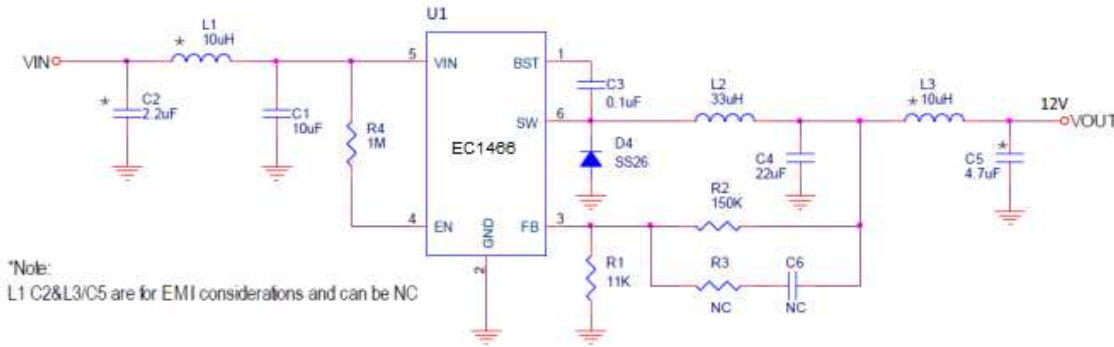 U1
L1
10uH
*
VIN
5
VIN
BST
1
C3
0.1uF
L2
33uH
L3
10uH
*
12V
VOUT
*
C2
2.2uF
C1
10uF
R4
1M
SW
6
EC1466
D4
SS26
C4
22uF
*
C5
4.7uF
R2
150K
4
EN
GND
2
FB
3
R1
11K
R3
NC
C6
NC
*Note:
L1 C2&L3/C5 are for EMI considerations and can be NC